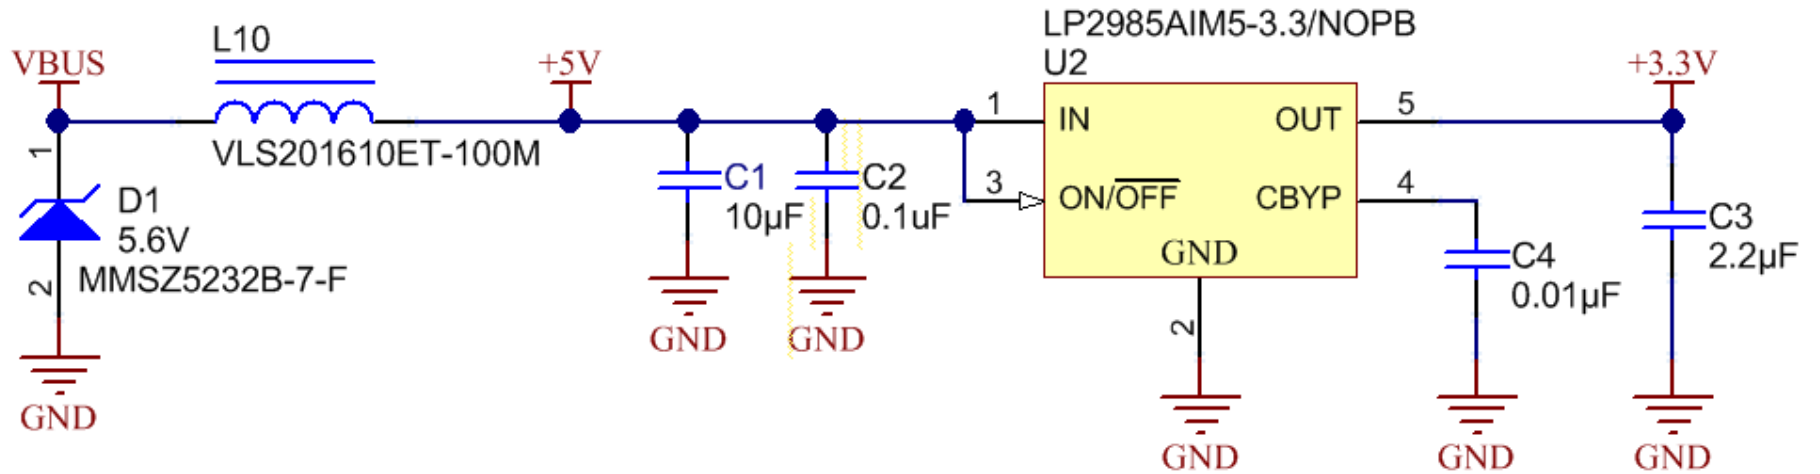 LP2985AIM5-3.3/NOPB
U2
L10
VBUS
+5V
+3.3V
1
5
IN
OUT
VLS201610ET-100M
1
C1
10µF
C2
0.1uF
3
ON/OFF
CBYP
4
D1
5.6V
MMSZ5232B-7-F
2
GND
C3
2.2µF
C4
0.01µF
2
GND
GND
GND
GND
GND
GND